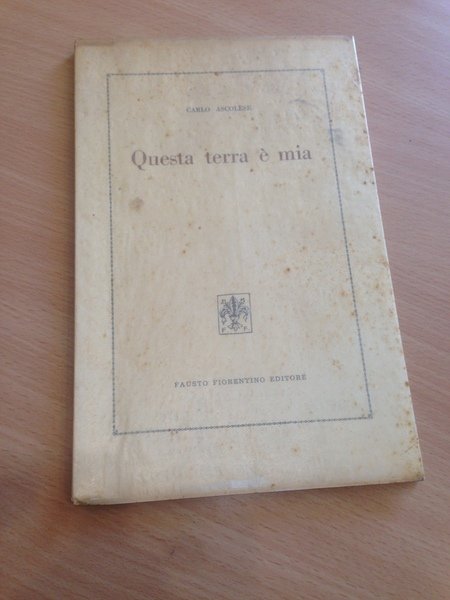 CARLO ASCOLESE
Questa terra è mia
F F
FAUSTO FIORENTINO EDITORE